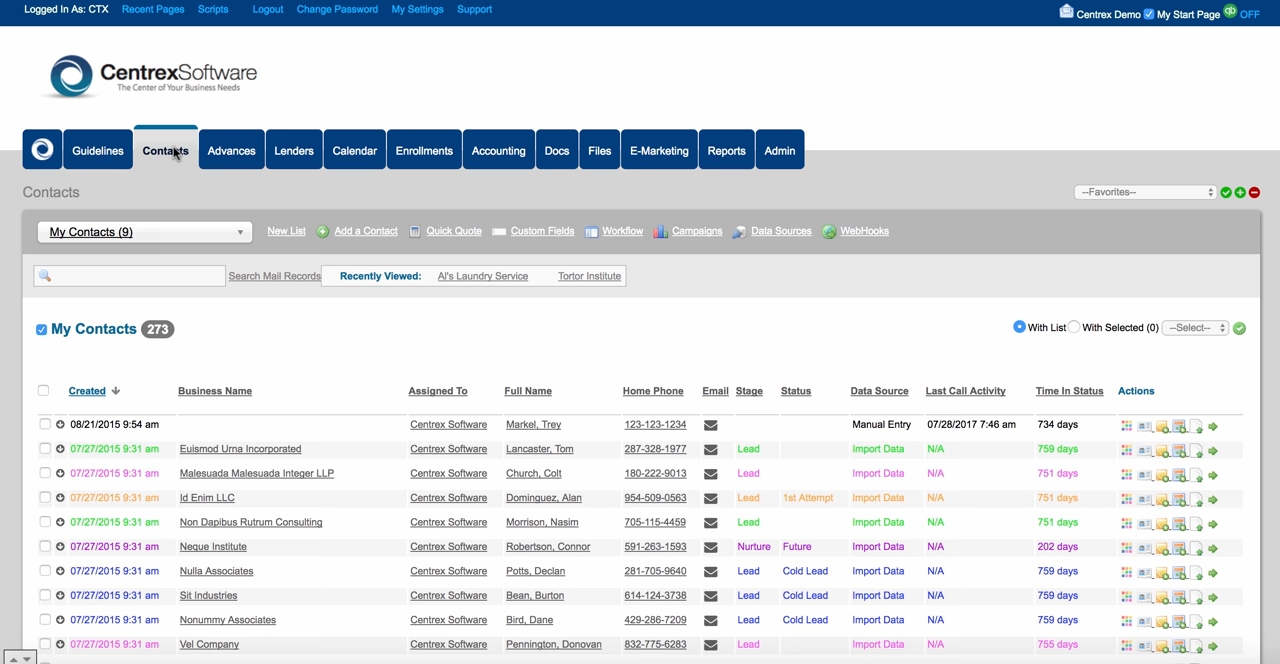 Logged In As: CTX Recent Pages Scripts Logout Change Password My Settings Support Centrex Demo My Start Page qb OFF
CentrexSoftware
The Center of Your Business Needs
Guidelines Contacts Advances Lenders Calendar Enrollments Accounting Docs Files E-Marketing Reports Admin
Contacts --Favorites--
My Contacts (9) New List Add a Contact Quick Quote Custom Fields Workflow Campaigns Data Sources WebHooks
Search Mail Records Recently Viewed: Al's Laundry Service Tortor Institute
My Contacts 273 With List With Selected (0) --Select--
Created Business Name Assigned To Full Name Home Phone Email Stage Status Data Source Last Call Activity Time In Status Actions
08/21/2015 9:54 am Centrex Software Markel, Trey 123-123-1234 Manual Entry 07/28/2017 7:46 am 734 days
07/27/2015 9:31 am Euismod Urna Incorporated Centrex Software Lancaster, Tom 287-328-1977 Lead Import Data N/A 759 days
07/27/2015 9:31 am Malesuada Malesuada Integer LLP Centrex Software Church, Colt 180-222-9013 Lead Import Data N/A 751 days
07/27/2015 9:31 am Id Enim LLC Centrex Software Dominguez, Alan 954-509-0563 Lead 1st Attempt Import Data N/A 751 days
07/27/2015 9:31 am Non Dapibus Rutrum Consulting Centrex Software Morrison, Nasim 705-115-4459 Lead Import Data N/A 751 days
07/27/2015 9:31 am Neque Institute Centrex Software Robertson, Connor 591-263-1593 Nurture Future Import Data N/A 202 days
07/27/2015 9:31 am Nulla Associates Centrex Software Potts, Declan 281-705-9640 Lead Cold Lead Import Data N/A 759 days
07/27/2015 9:31 am Sit Industries Centrex Software Bean, Burton 614-124-3738 Lead Cold Lead Import Data N/A 759 days
07/27/2015 9:31 am Nonummy Associates Centrex Software Bird, Dane 429-286-7209 Lead Cold Lead Import Data N/A 759 days
07/27/2015 9:31 am Vel Company Centrex Software Pennington, Donovan 832-775-6283 Lead Import Data N/A 755 days